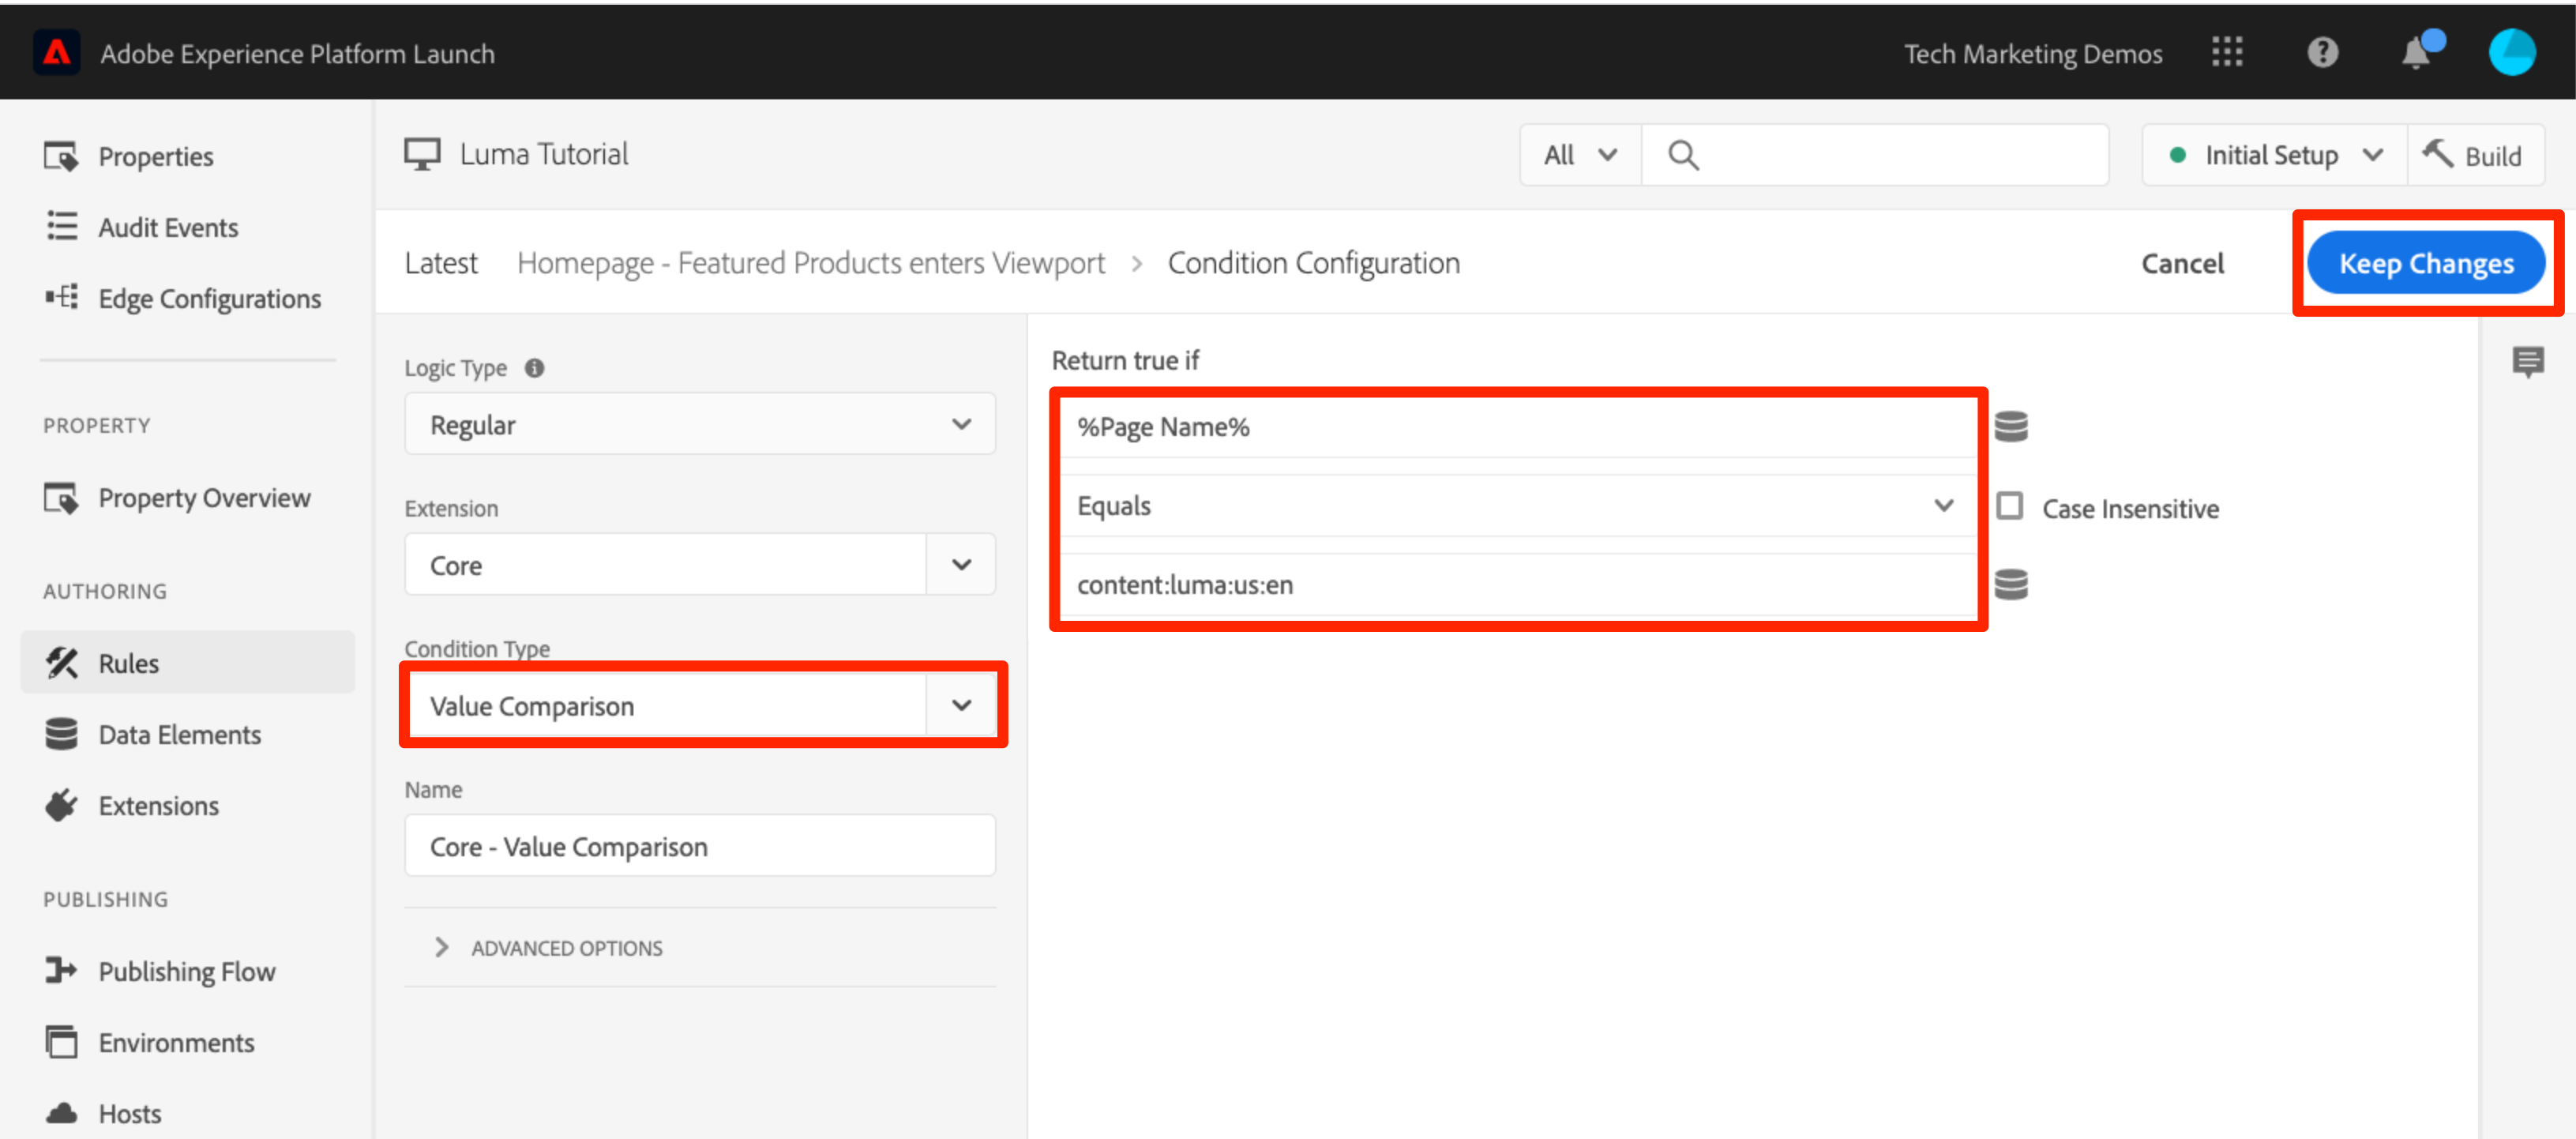 Adobe Experience Platform Launch
Tech Marketing Demos
Properties
Audit Events
Edge Configurations
PROPERTY
Property Overview
AUTHORING
Rules
Data Elements
Extensions
PUBLISHING
Publishing Flow
Environments
Hosts
Luma Tutorial
All
Initial Setup
Build
Latest Homepage - Featured Products enters Viewport > Condition Configuration
Cancel
Keep Changes
Logic Type
Regular
Extension
Core
Condition Type
Value Comparison
Name
Core - Value Comparison
ADVANCED OPTIONS
Return true if
%Page Name%
Equals
Case Insensitive
content:luma:us:en